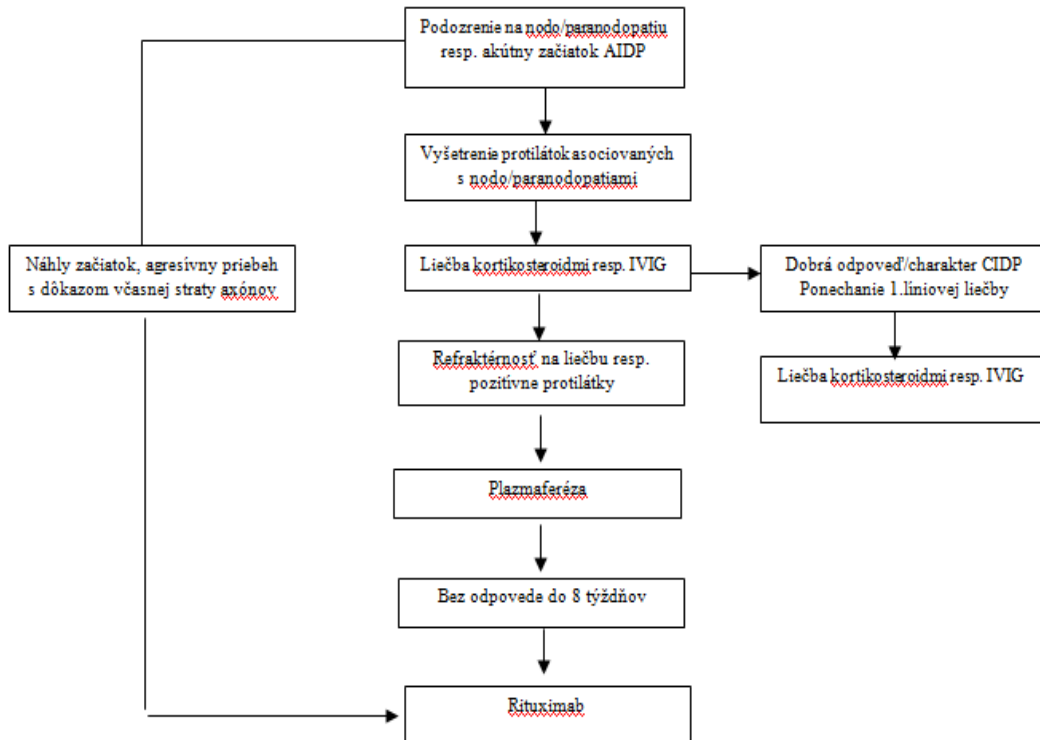 Podozrenie na nodo/paranodopatiu
resp. akútny začiatok AIDP
Vyšetrenie protilátok asociovaných
s nodo/paranodopatiami
Náhly začiatok, agresívny priebeh
s dôkazom včasnej straty axónov
Liečba kortikosteroidmi resp. IVIG
Dobrá odpoveď/charakter CIDP
Ponechanie 1.líniovej liečby
Refraktérnosť na liečbu resp.
pozitívne protilátky
Liečba kortikosteroidmi resp. IVIG
Plazmaferéza
Bez odpovede do 8 týždňov
Rituximab